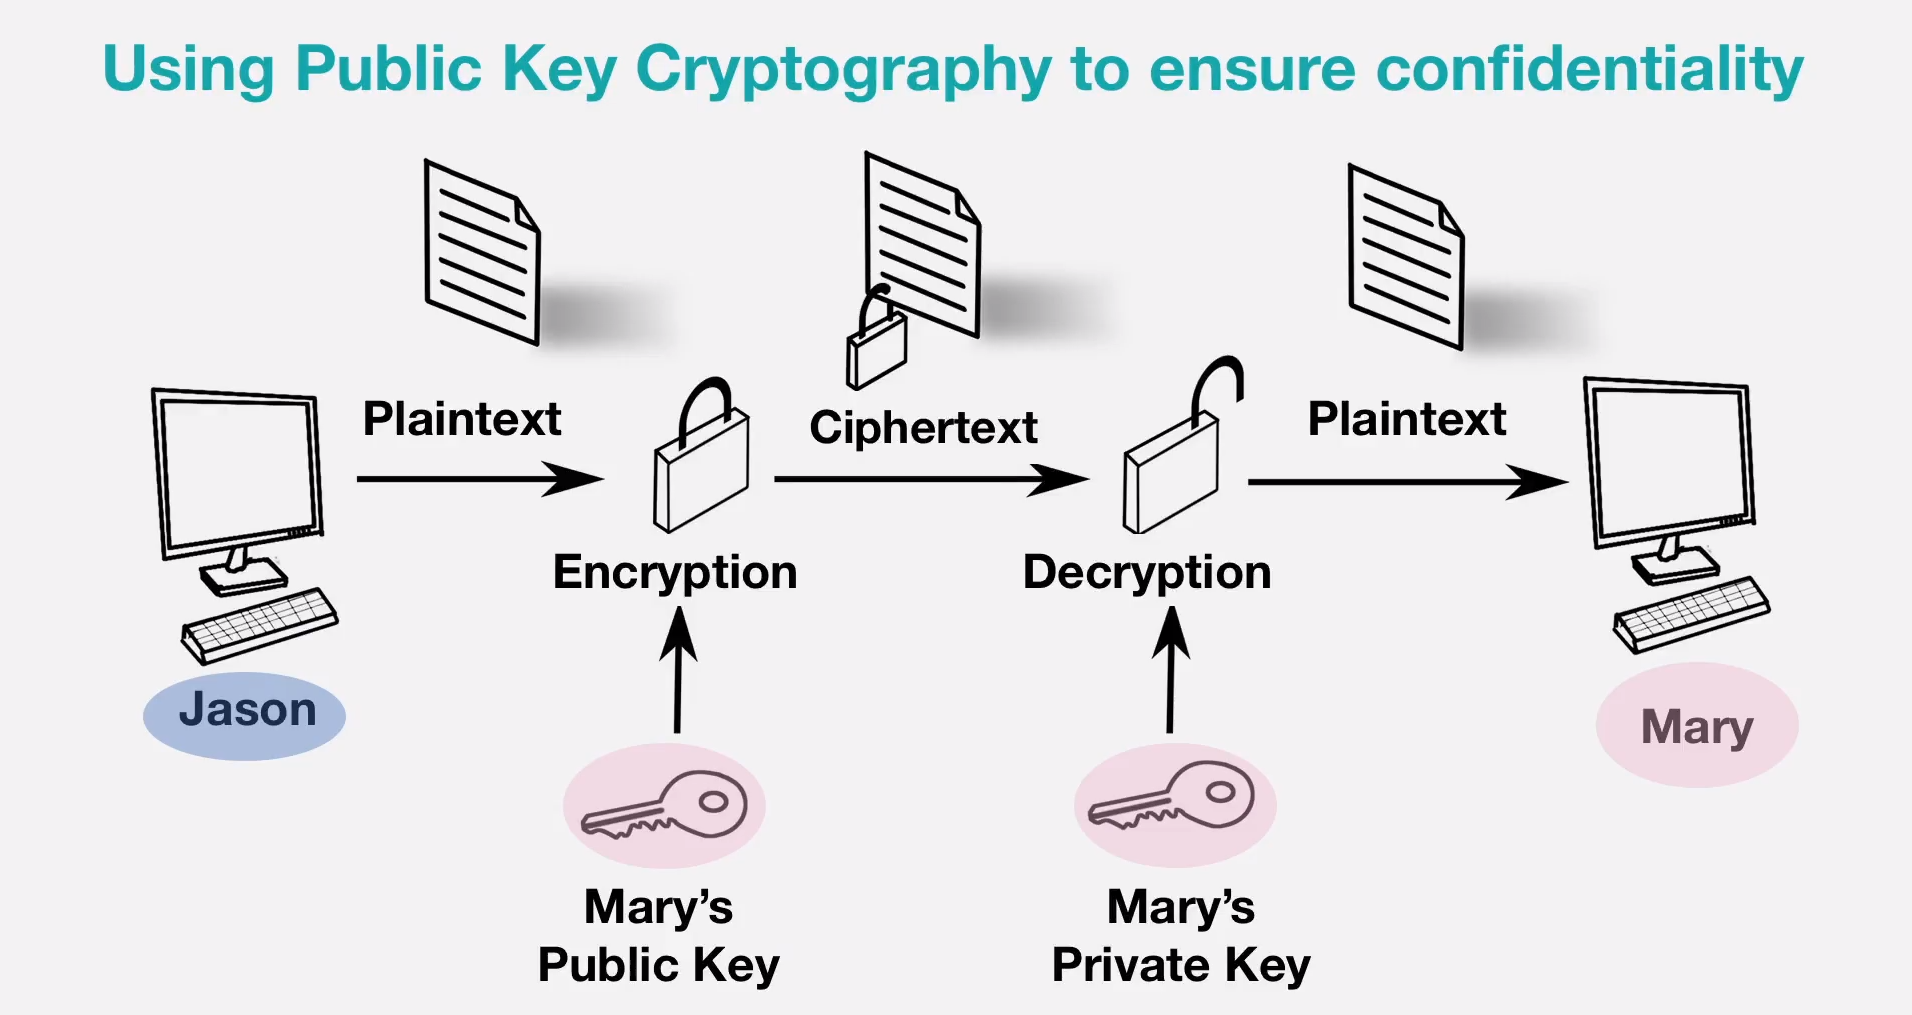 Using Public Key Cryptography to ensure confidentiality
Plaintext
Ciphertext
Plaintext
Encryption
Decryption
Jason
Mary
Mary’s
Public Key
Mary’s
Private Key